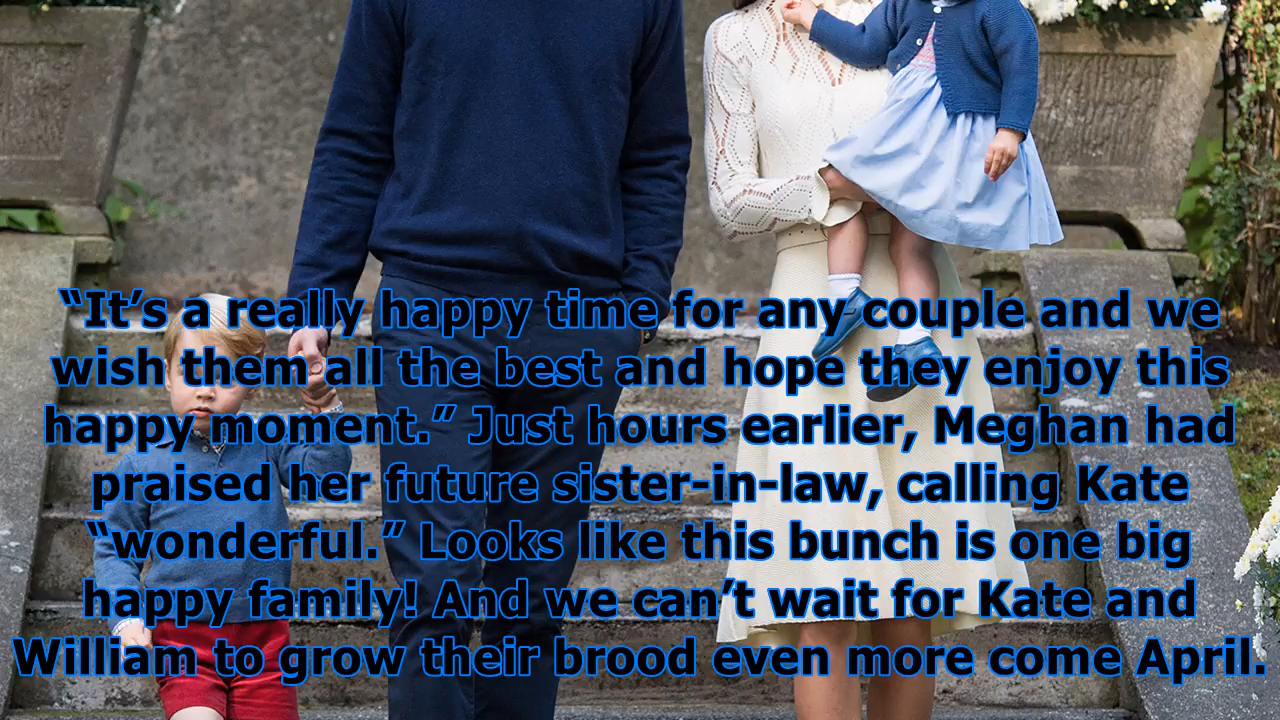 “It’s a really happy time for any couple and we
wish them all the best and hope they enjoy this
happy moment.” Just hours earlier, Meghan had
praised her future sister-in-law, calling Kate
“wonderful.” Looks like this bunch is one big
happy family! And we can’t wait for Kate and
William to grow their brood even more come April.